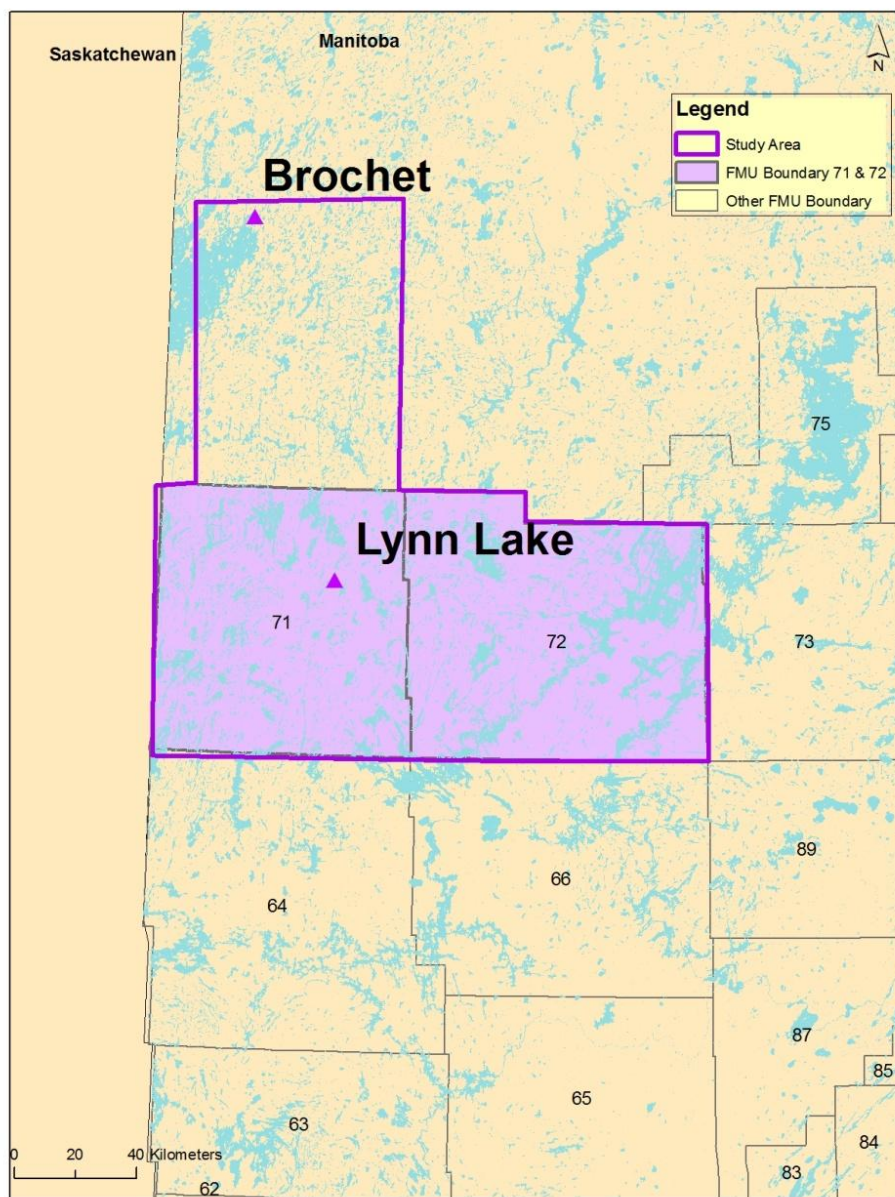 Saskatchewan
Manitoba
N
Legend
Study Area
FMU Boundary 71 & 72
Other FMU Boundary
Brochet
75
Lynn Lake
71
72
73
89
66
64
87
85
65
63
84
83
0 20 40 Kilometers
62